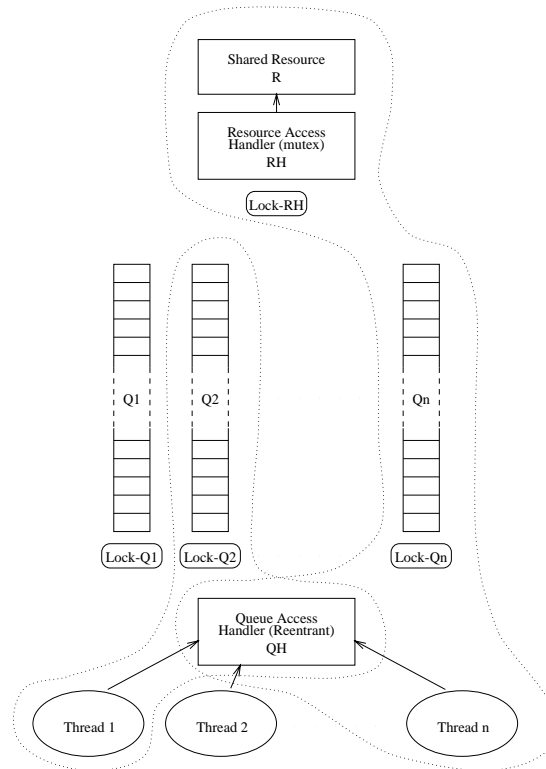 Shared Resource
R
Resource Access
Handler (mutex)
RH
Lock-RH
Q1
Q2
Qn
Lock-Q1
Lock-Q2
Lock-Qn
Queue Access
Handler (Reentrant)
QH
Thread 1
Thread 2
Thread n